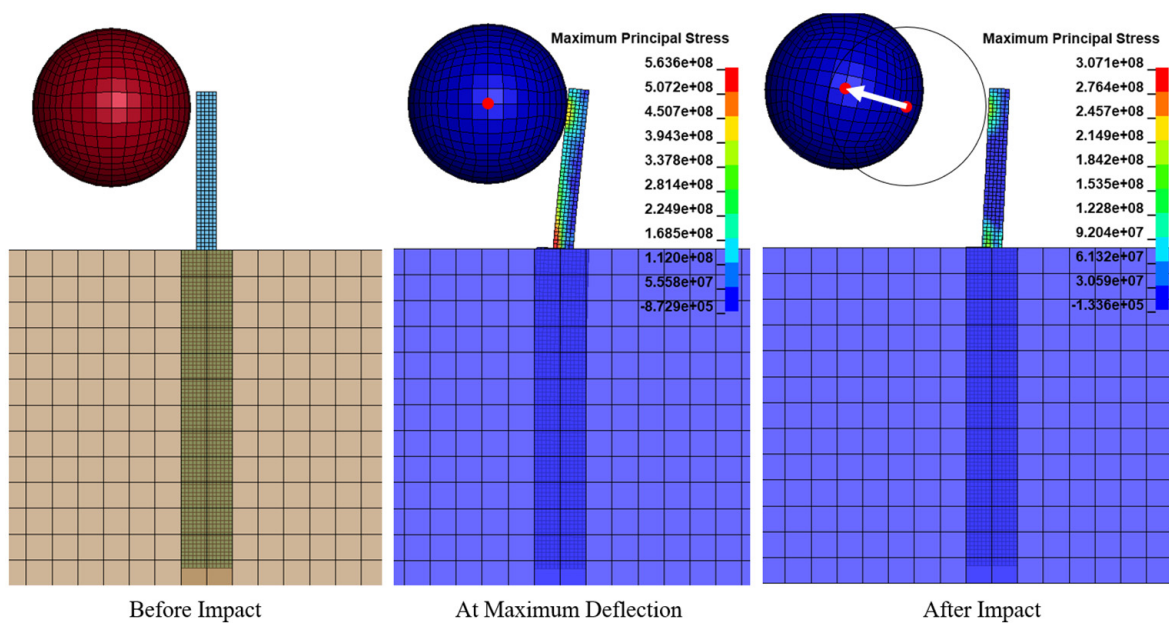 Maximum Principal Stress
5.636e+08
5.072e+08
4.507e+08
3.943e+08
3.378e+08
2.814e+08
2.249e+08
1.685e+08
1.120e+08
5.558e+07
-8.729e+05
Maximum Principal Stress
3.071e+08
2.764e+08
2.457e+08
2.149e+08
1.842e+08
1.535e+08
1.228e+08
9.204e+07
6.132e+07
3.059e+07
-1.336e+05
Before Impact
At Maximum Deflection
After Impact